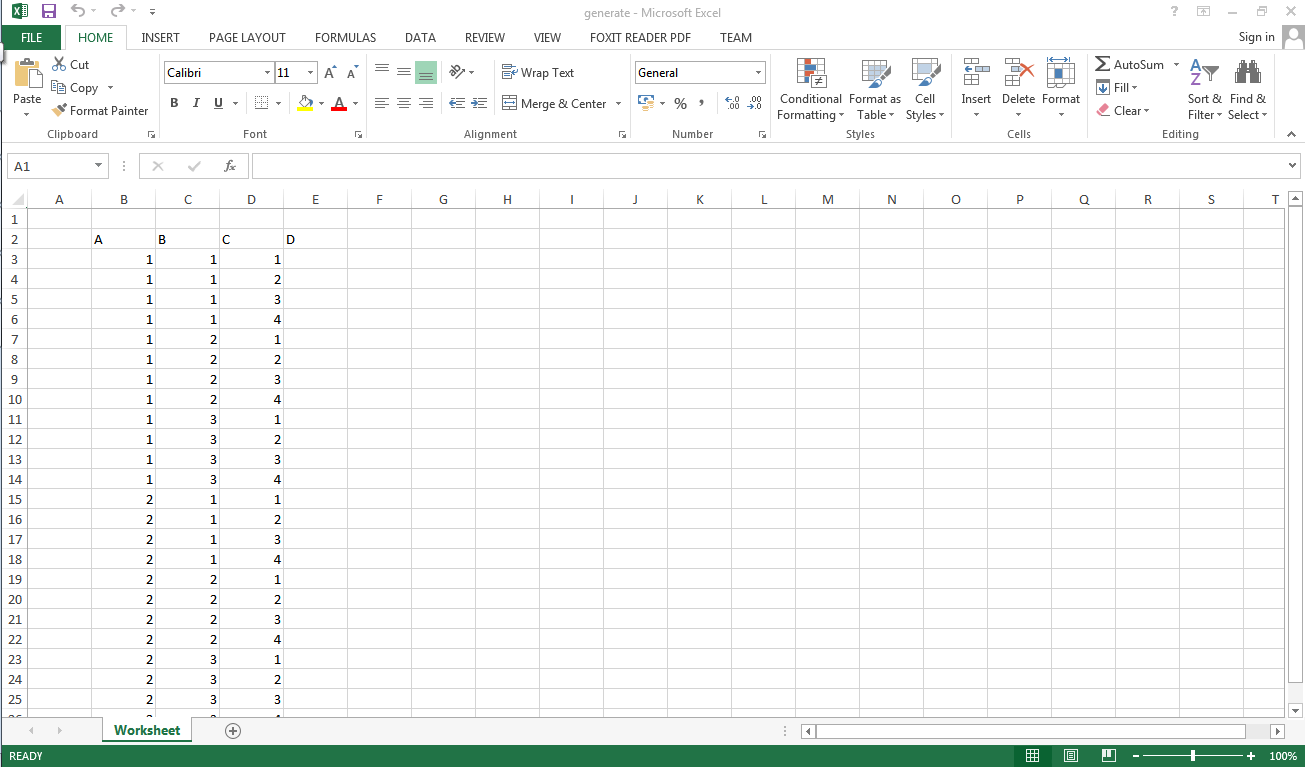 generate - Microsoft Excel
FILE HOME INSERT PAGE LAYOUT FORMULAS DATA REVIEW VIEW FOXIT READER PDF TEAM Sign in
Paste
Cut
Copy
Format Painter
Clipboard
Calibri 11
B I U A
Font
Wrap Text
Merge & Center
Alignment
General
% ,
Number
Conditional Formatting
Format as Table
Cell Styles
Styles
Insert Delete Format
Cells
AutoSum
Fill
Clear
Sort & Filter
Find & Select
Editing
A1 fx
A B C D E F G H I J K L M N O P Q R S T
1
2 A B C D
3 1 1 1
4 1 1 2
5 1 1 3
6 1 1 4
7 1 2 1
8 1 2 2
9 1 2 3
10 1 2 4
11 1 3 1
12 1 3 2
13 1 3 3
14 1 3 4
15 2 1 1
16 2 1 2
17 2 1 3
18 2 1 4
19 2 2 1
20 2 2 2
21 2 2 3
22 2 2 4
23 2 3 1
24 2 3 2
25 2 3 3
Worksheet
READY 100%